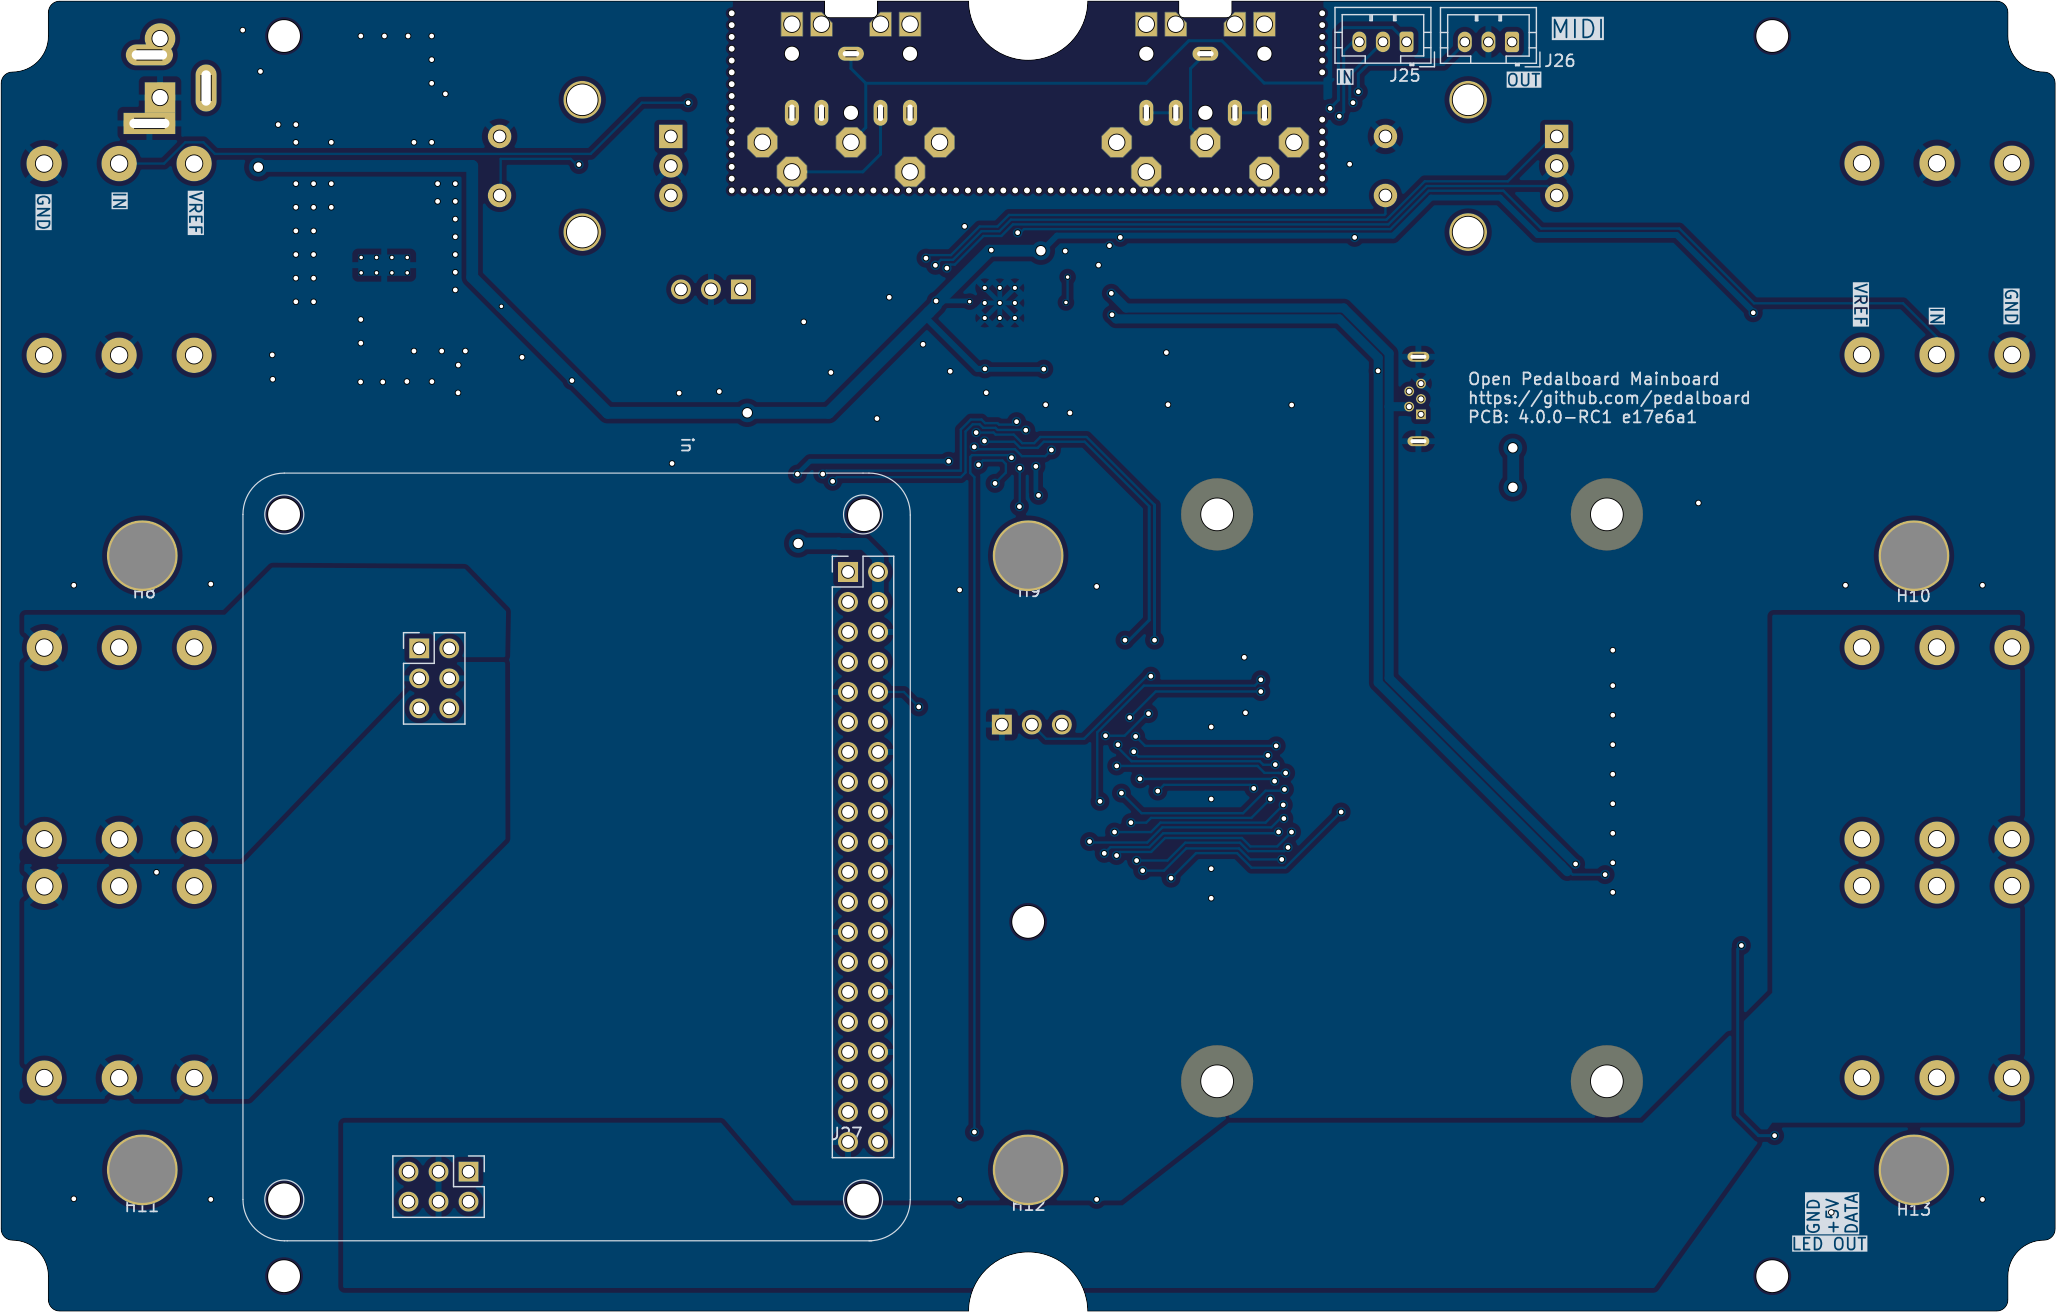 MIDI
J26
IN
J25
OUT
GND
IN
VREF
VREF
IN
GND
Open Pedalboard Mainboard
https://github.com/pedalboard
PCB: 4.0.0-RC1 e17e6a1
in
H8
H9
H10
J27
H11
H12
H13
GND
+5V
DATA
LED OUT